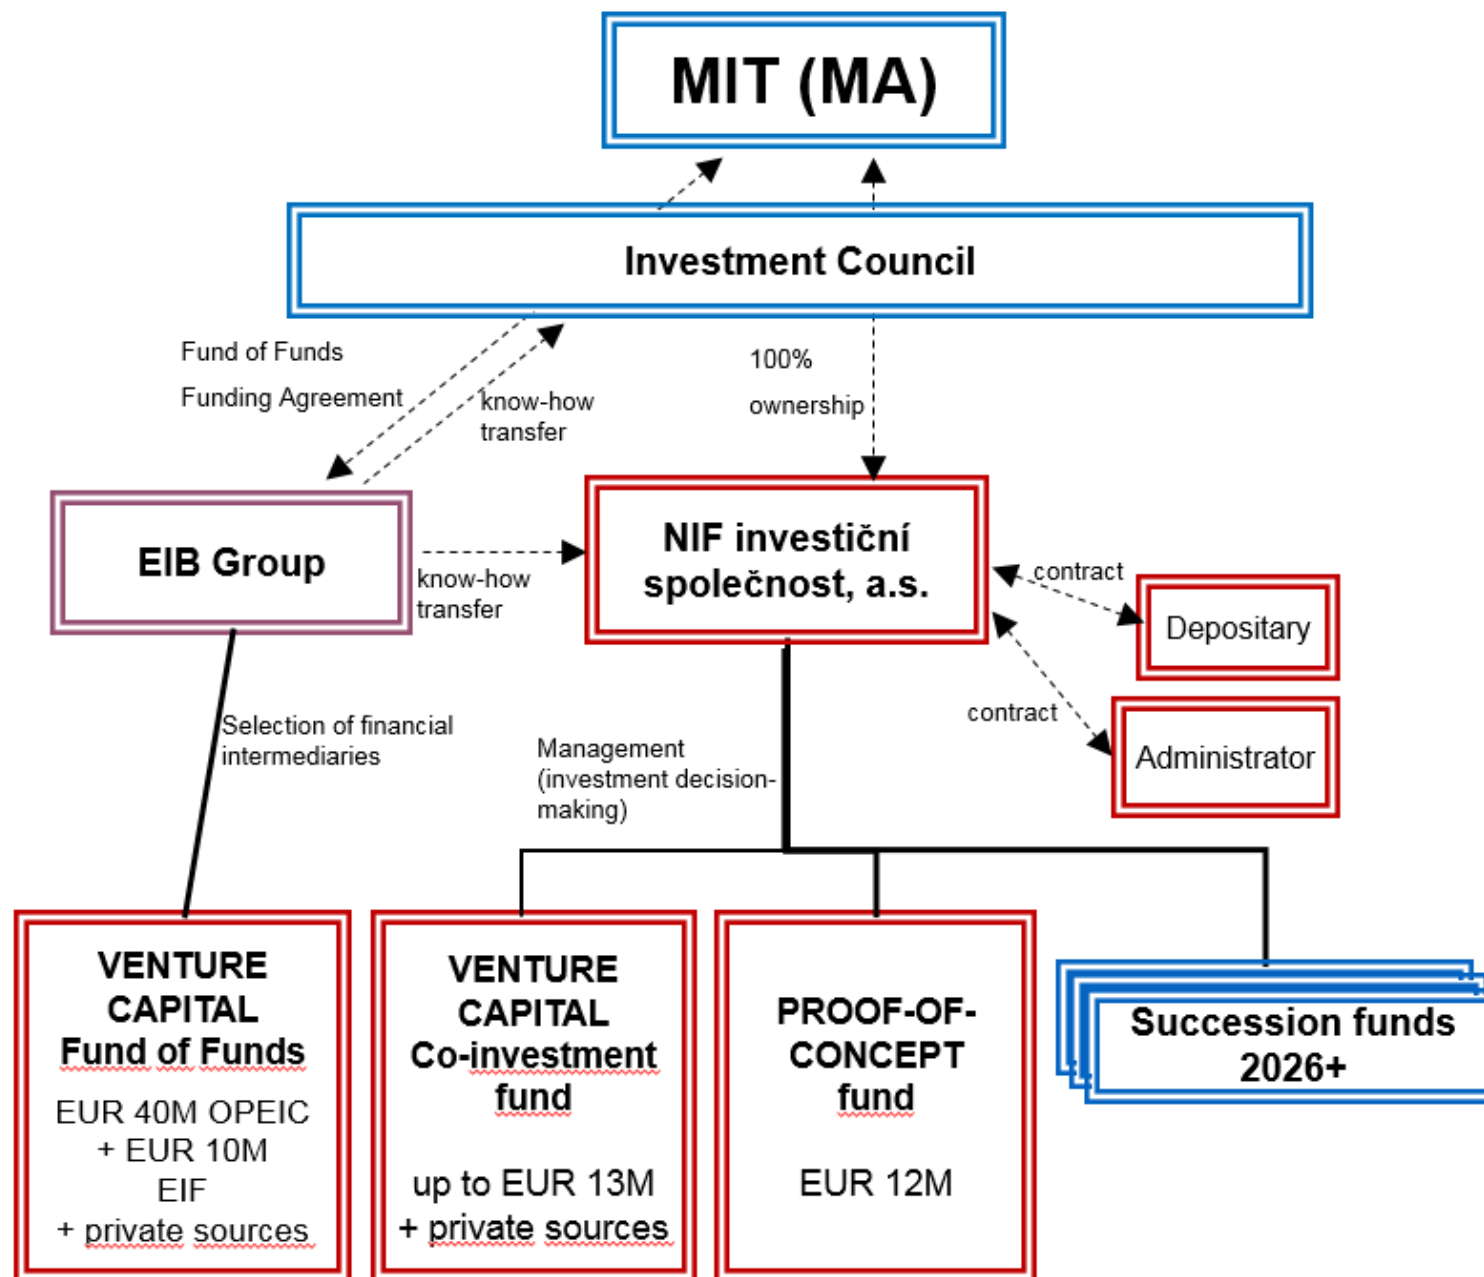 MIT (MA)
Investment Council
Fund of Funds
Funding Agreement
know-how
transfer
100%
ownership
EIB Group
know-how
transfer
NIF investiční
společnost, a.s.
contract
Depositary
contract
Administrator
Selection of financial
intermediaries
Management
(investment decision-
making)
VENTURE
CAPITAL
Fund of Funds
EUR 40M OPEIC
+ EUR 10M
EIF
+ private sources
VENTURE
CAPITAL
Co-investment
fund
up to EUR 13M
+ private sources
PROOF-OF-
CONCEPT
fund
EUR 12M
Succession funds
2026+